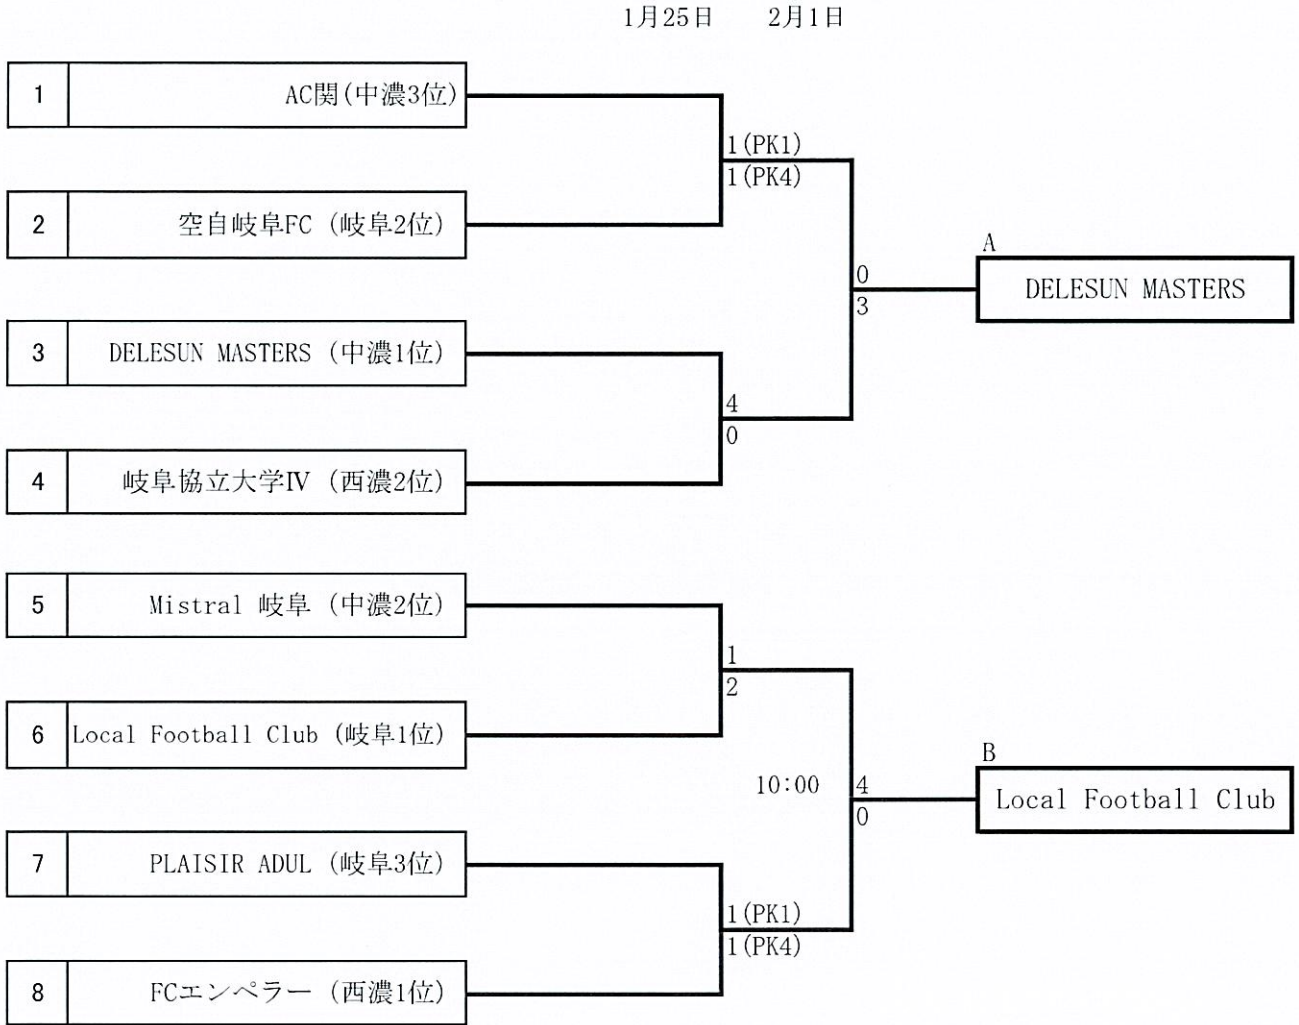 1月25日 2月1日
1 AC関(中濃3位)
1(PK1)
1(PK4)
2 空自岐阜FC (岐阜2位)
A
0
DELESUN MASTERS
3
3 DELESUN MASTERS (中濃1位)
4
0
4 岐阜協立大学Ⅳ (西濃2位)
5 Mistral 岐阜 (中濃2位)
1
2
6 Local Football Club (岐阜1位)
B
10:00
4
Local Football Club
0
7 PLAISIR ADUL (岐阜3位)
1(PK1)
1(PK4)
8 FCエンペラー (西濃1位)